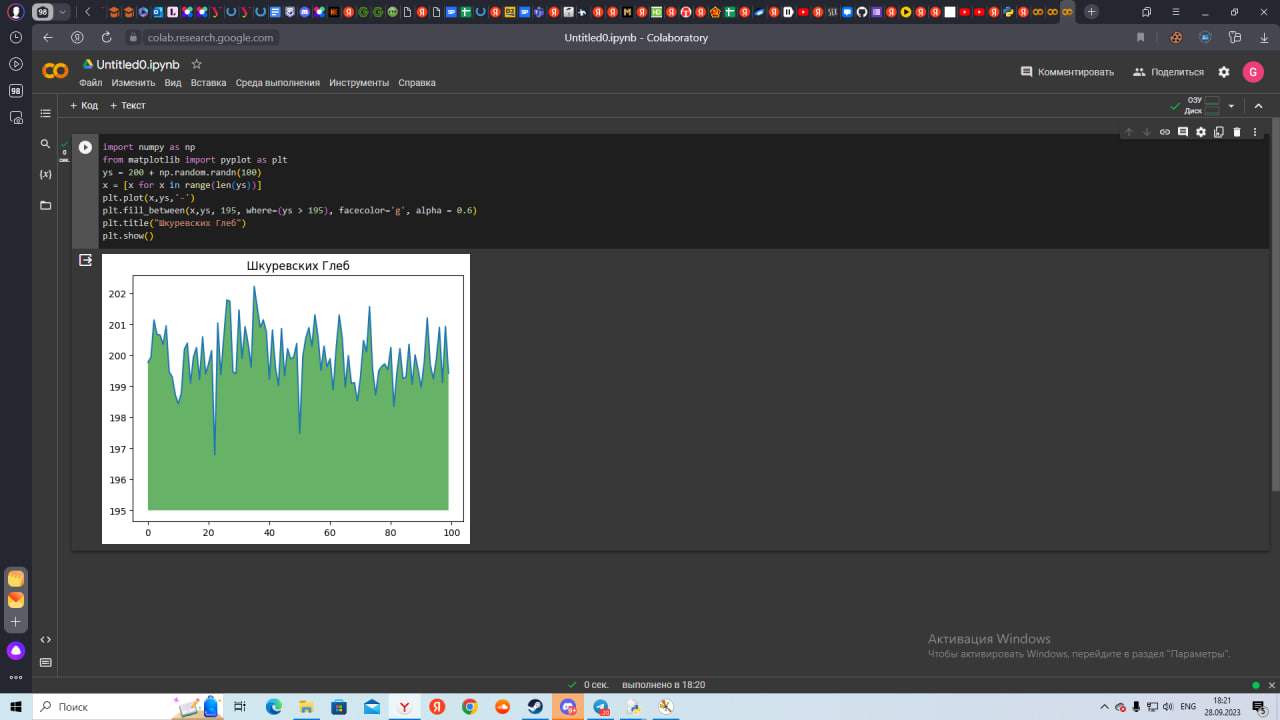 98
colab.research.google.com
Untitled0.ipynb - Colaboratory
Untitled0.ipynb
Комментировать
Поделиться
G
Файл Изменить Вид Вставка Среда выполнения Инструменты Справка
+ Код + Текст
ОЗУ
Диск
98
0
сек.
{x}
import numpy as np
from matplotlib import pyplot as plt
ys = 200 + np.random.randn(100)
x = [x for x in range(len(ys))]
plt.plot(x,ys,'-')
plt.fill_between(x,ys, 195, where=(ys > 195), facecolor='g', alpha = 0.6)
plt.title("Шкуревских Глеб")
plt.show()
Шкуревских Глеб
202
201
200
199
198
197
196
195
0 20 40 60 80 100
Активация Windows
Чтобы активировать Windows, перейдите в раздел "Параметры".
0 сек. выполнено в 18:20
Поиск
ENG
18:21
28.09.2023